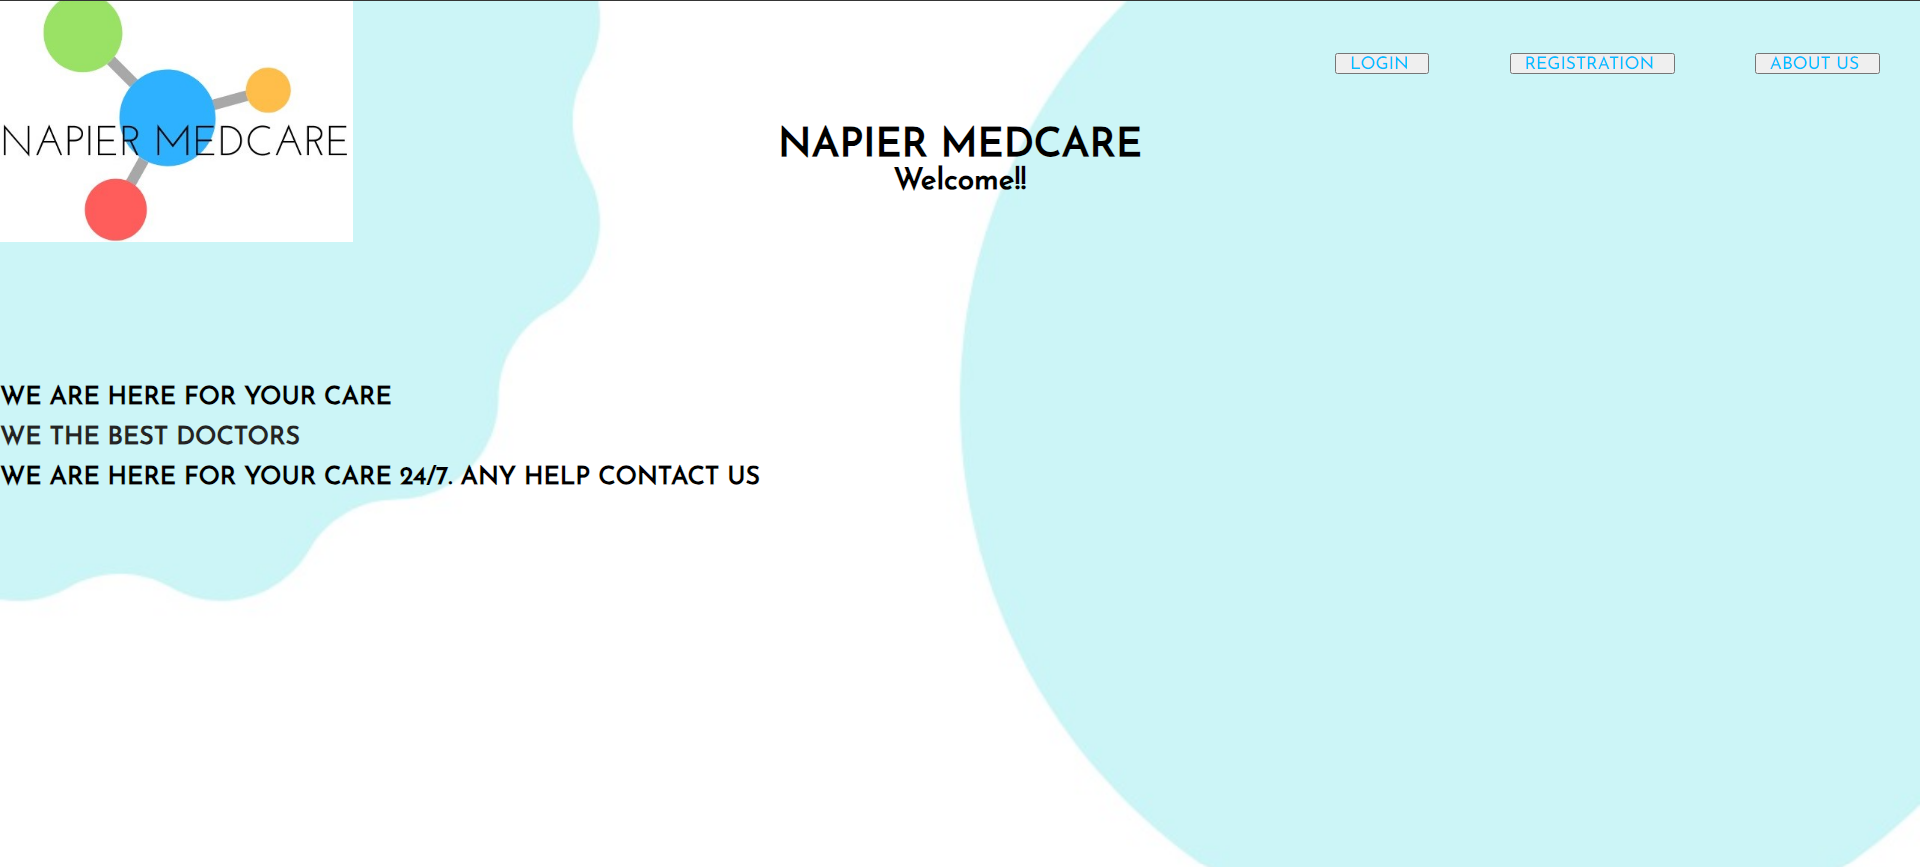 LOGIN
REGISTRATION
ABOUT US
NAPIER MEDCARE
NAPIER MEDCARE
Welcome!!
WE ARE HERE FOR YOUR CARE
WE THE BEST DOCTORS
WE ARE HERE FOR YOUR CARE 24/7. ANY HELP CONTACT US